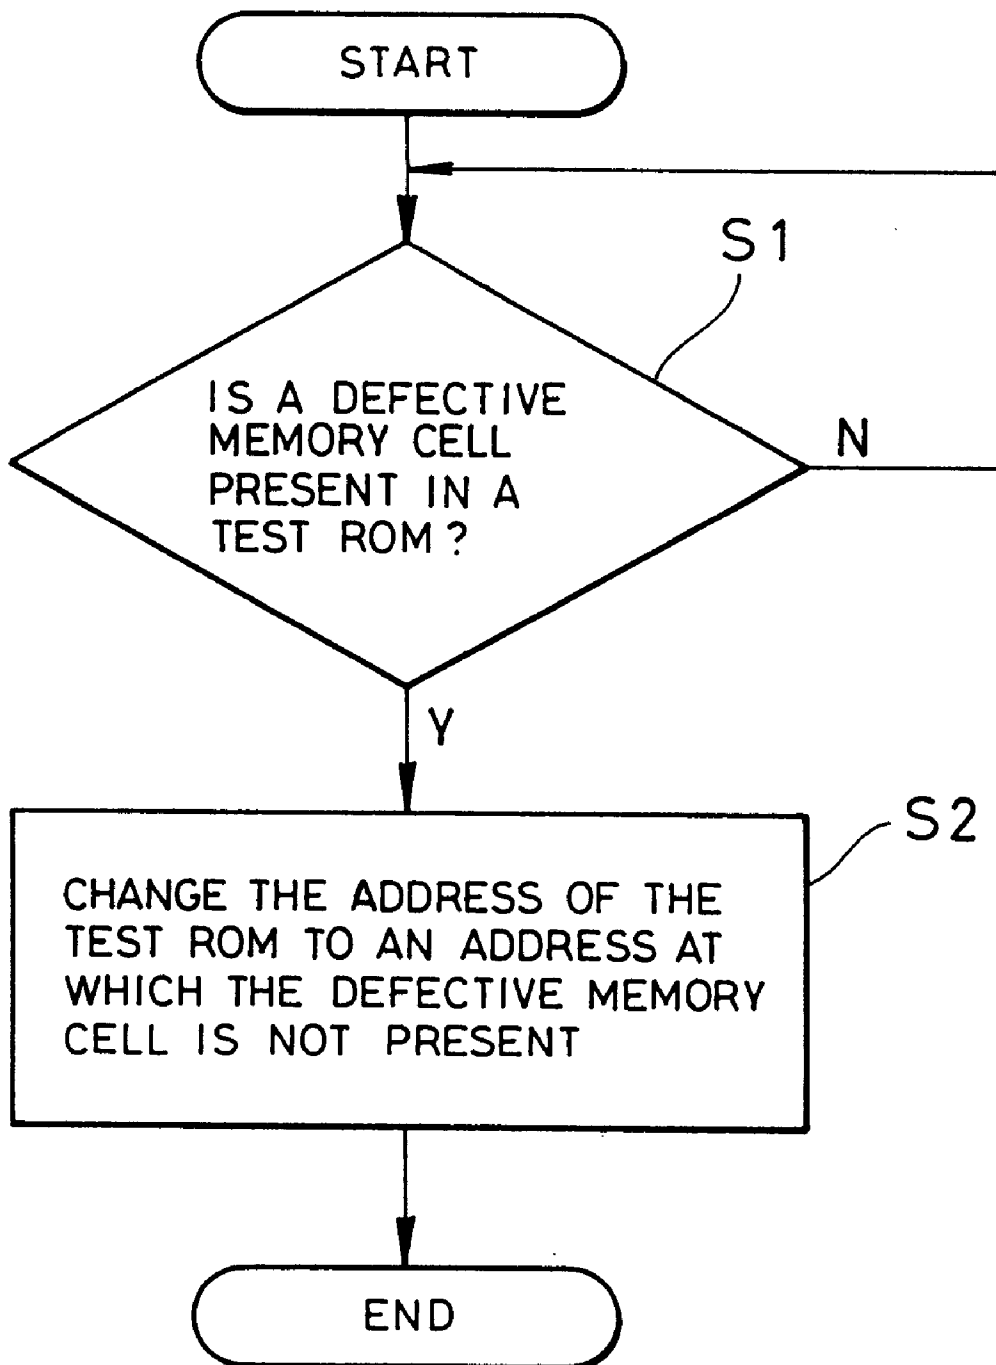 START
S1
IS A DEFECTIVE
MEMORY CELL
PRESENT IN A
TEST ROM?
N
Y
S2
CHANGE THE ADDRESS OF THE
TEST ROM TO AN ADDRESS AT
WHICH THE DEFECTIVE MEMORY
CELL IS NOT PRESENT
END